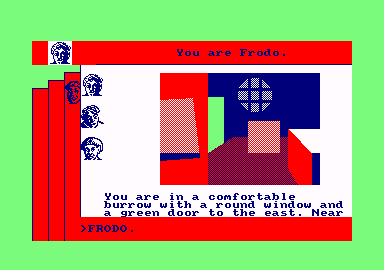 You are Frodo.
You are in a comfortable
burrow with a round window and
a green door to the east. Near
>FRODO.